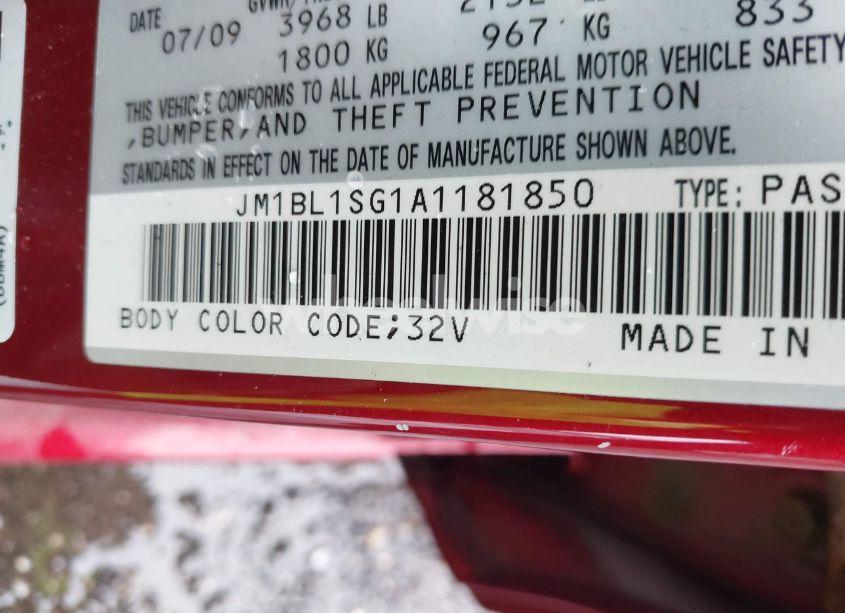 DATE
07/09 3968 LB
1800 KG 967 KG 833
THIS VEHICLE CONFORMS TO ALL APPLICABLE FEDERAL MOTOR VEHICLE SAFETY
,BUMPER,AND THEFT PREVENTION
STANDARDS IN EFFECT ON THE DATE OF MANUFACTURE SHOWN ABOVE.
JM1BL1SG1A1181850 TYPE: PAS
BODY COLOR CODE;32V MADE IN
wheelwise